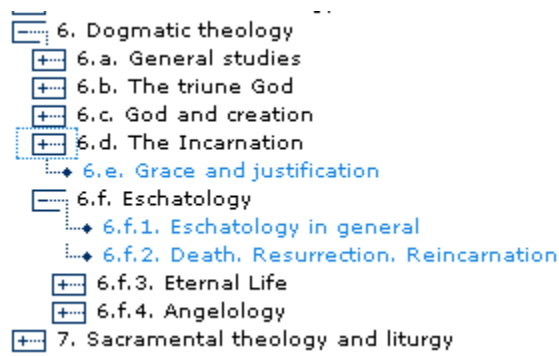 6. Dogmatic theology
6.a. General studies
6.b. The triune God
6.c. God and creation
6.d. The Incarnation
6.e. Grace and justification
6.f. Eschatology
6.f.1. Eschatology in general
6.f.2. Death. Resurrection. Reincarnation
6.f.3. Eternal Life
6.f.4. Angelology
7. Sacramental theology and liturgy